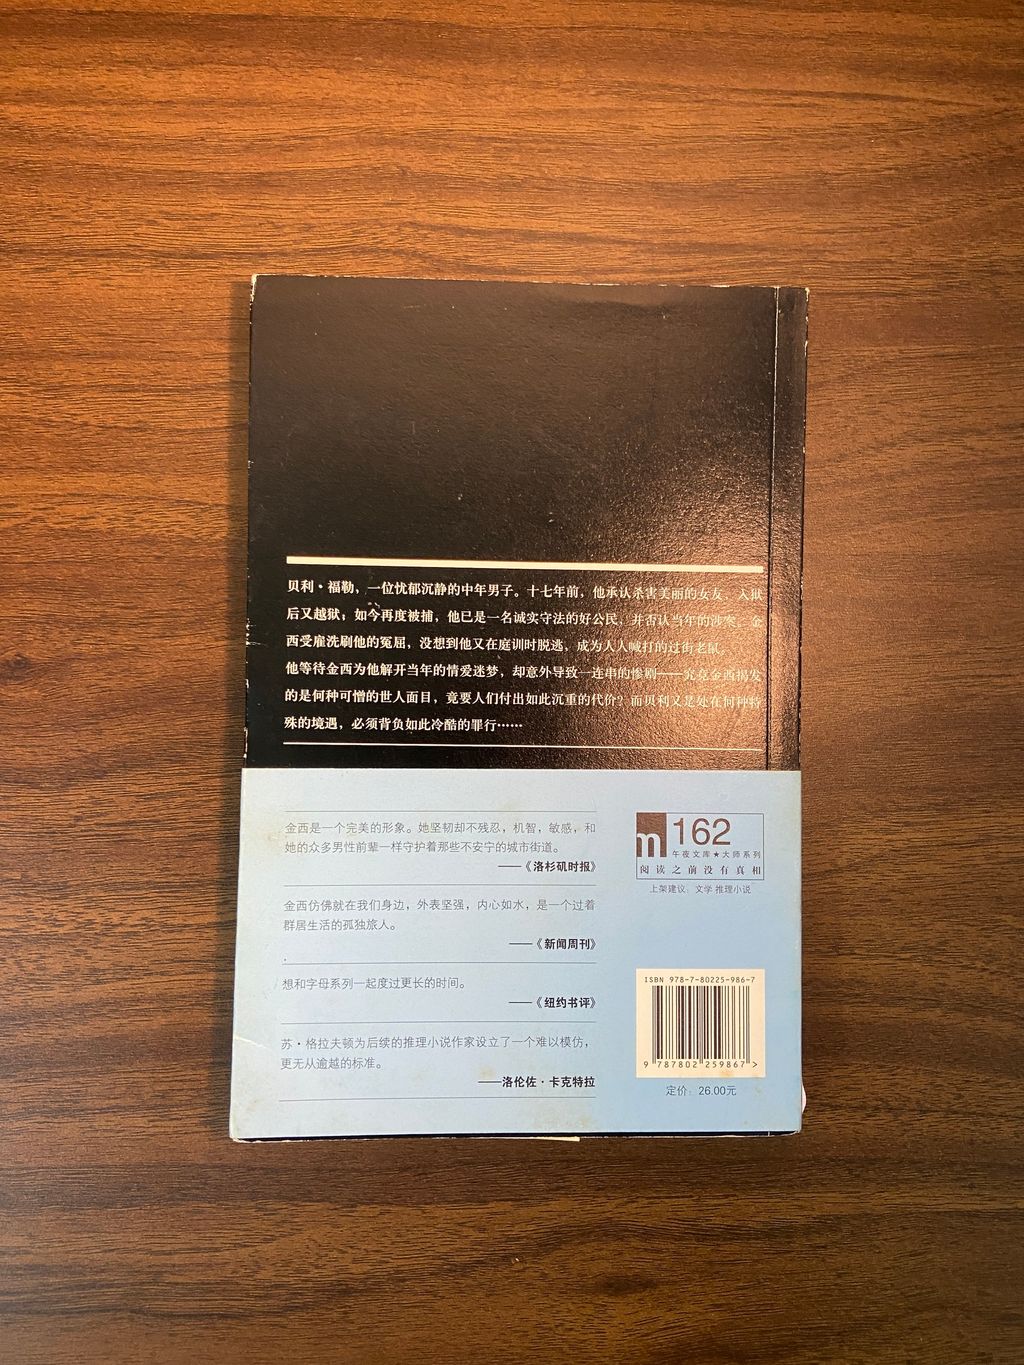 贝利·福勒，一位忧郁沉静的中年男子。十七年前，他承认杀害美丽的女友，入狱
后又越狱；如今再度被捕，他已是一名诚实守法的好公民，并否认当年的涉案。金
西受雇洗刷他的冤屈，没想到他又在庭训时脱逃，成为人人喊打的过街老鼠。
他等待金西为他解开当年的情爱迷梦，却意外导致一连串的惨剧——究竟金西揭发
的是何种可憎的世人面目，竟要人们付出如此沉重的代价？而贝利又是处在何种特
殊的境遇，必须背负如此冷酷的罪行……
金西是一个完美的形象。她坚韧却不残忍，机智，敏感，和
她的众多男性前辈一样守护着那些不安宁的城市街道。
——《洛杉矶时报》
金西仿佛就在我们身边，外表坚强，内心如水，是一个过着
群居生活的孤独旅人。
——《新闻周刊》
想和字母系列一起度过更长的时间。
——《纽约书评》
苏·格拉夫顿为后续的推理小说作家设立了一个难以模仿，
更无从逾越的标准。
——洛伦佐·卡克特拉
m 162
午夜文库★大师系列
阅读之前没有真相
上架建议：文学 推理小说
ISBN 978-7-80225-986-7
9 787802 259867 >
定价：26.00元